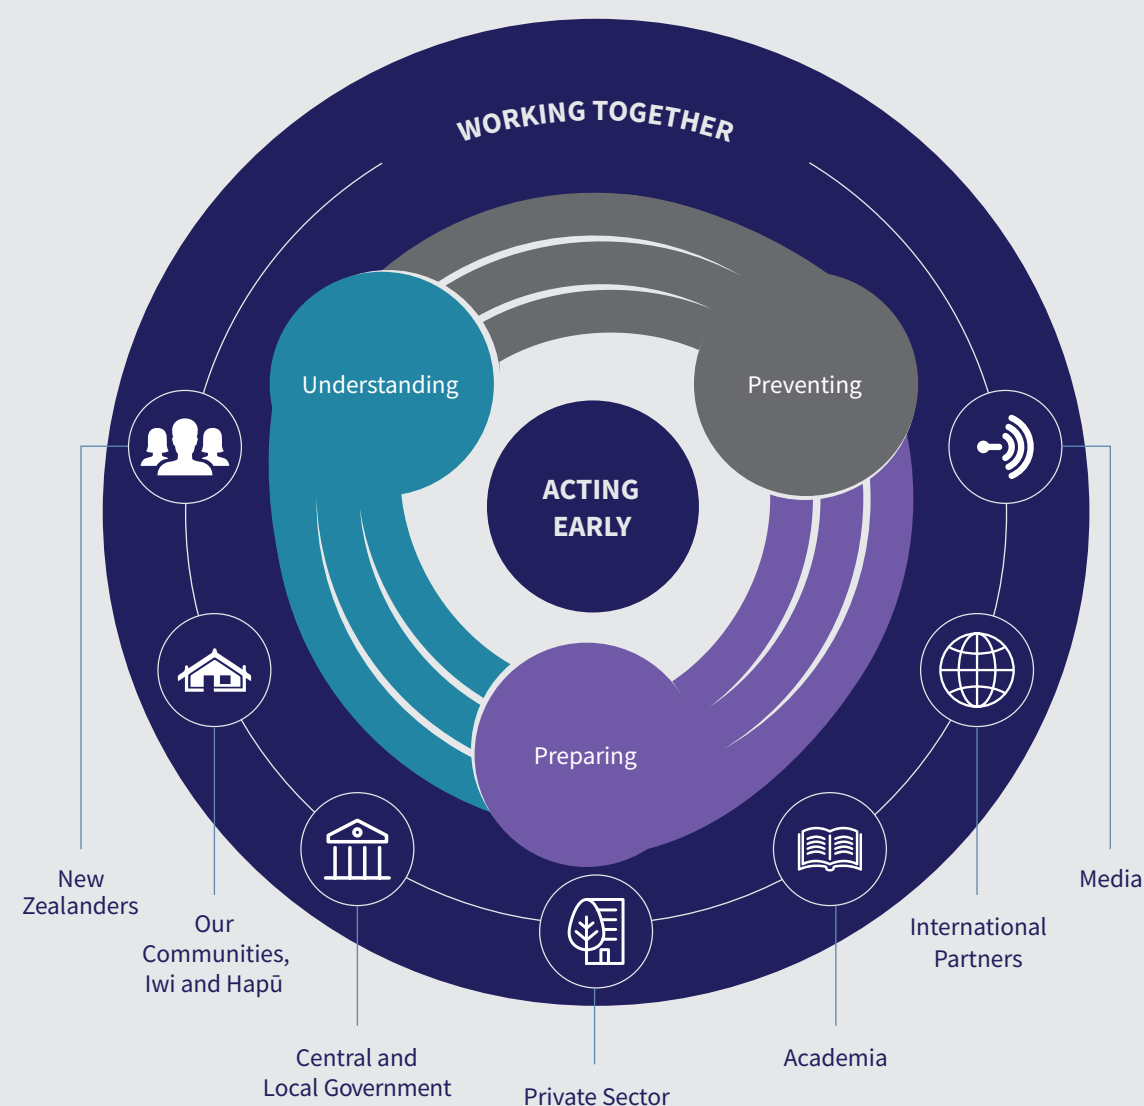 WORKING TOGETHER
Understanding
Preventing
ACTING
EARLY
Preparing
New
Zealanders
Our
Communities,
Iwi and Hapū
Central and
Local Government
Private Sector
Academia
International
Partners
Media